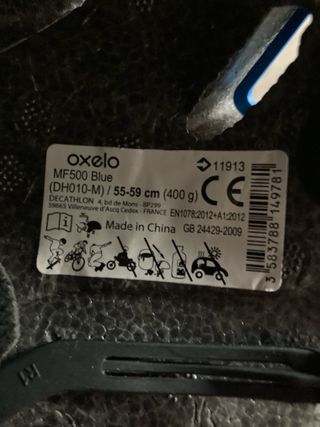 oxelo
11913
MF500 Blue
(DH010-M) / 55-59 cm (400 g)
CE
DECATHLON 4, bd de Mons - BP299
59665 Villeneuve d'Ascq Cedex - FRANCE EN1078:2012+A1:2012
Made in China GB 24429-2009
3 583788 149781
R1